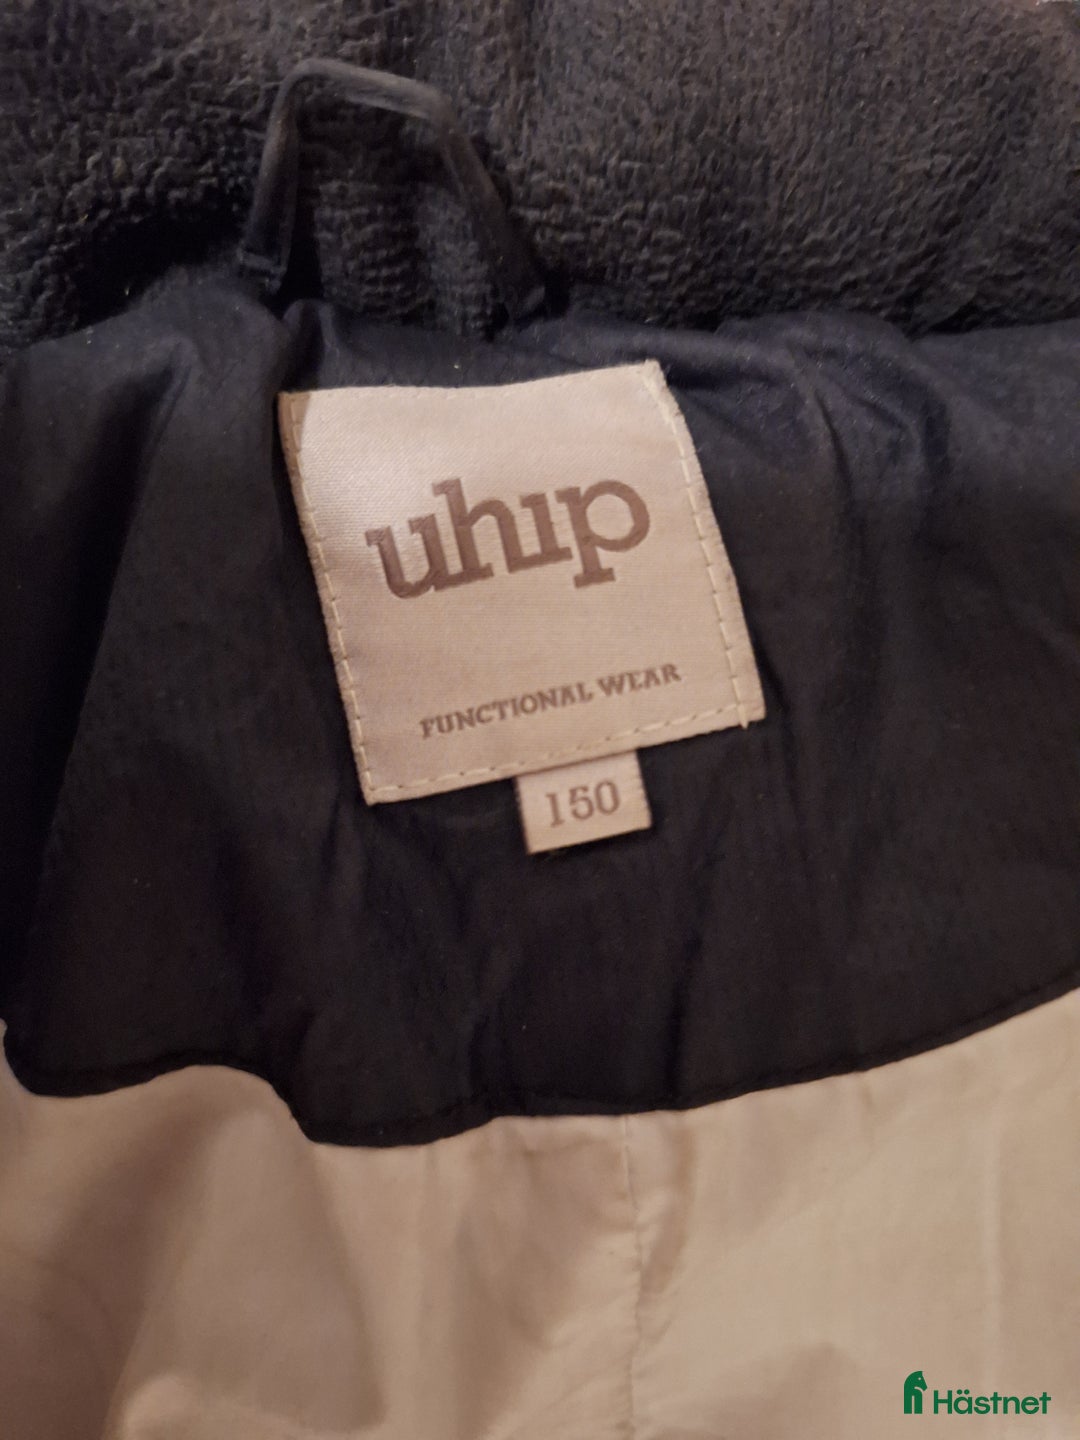 uhip
FUNCTIONAL WEAR
150
Hästnet